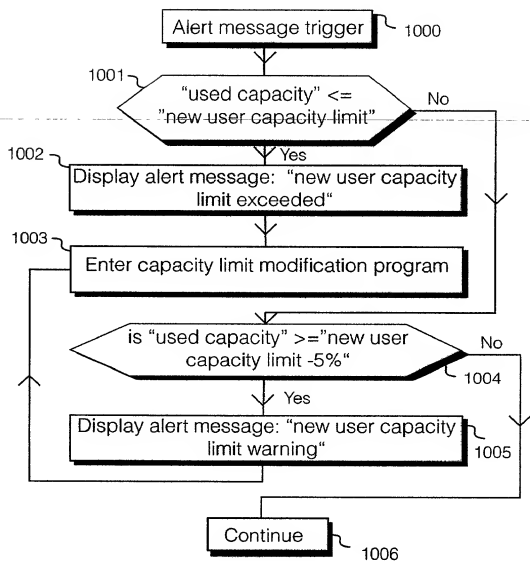 Alert message trigger
1000
1001
“used capacity” <=
”new user capacity limit”
No
Yes
1002
Display alert message: “new user capacity
limit exceeded“
1003
Enter capacity limit modification program
is “used capacity” >=”new user
capacity limit -5%“
No
1004
Yes
Display alert message: “new user capacity
limit warning“
1005
Continue
1006